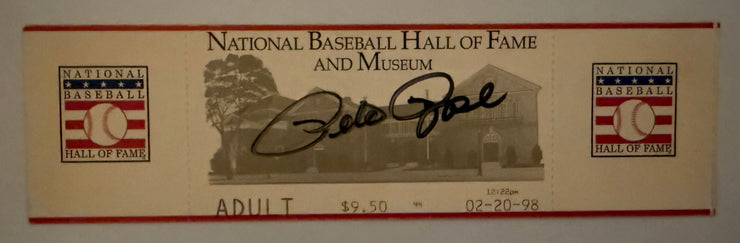 NATIONAL BASEBALL HALL OF FAME
AND MUSEUM
NATIONAL
BASEBALL
HALL OF FAME
Pete Rose
NATIONAL
BASEBALL
HALL OF FAME
12:22pm
ADULT $9.50 02-20-98